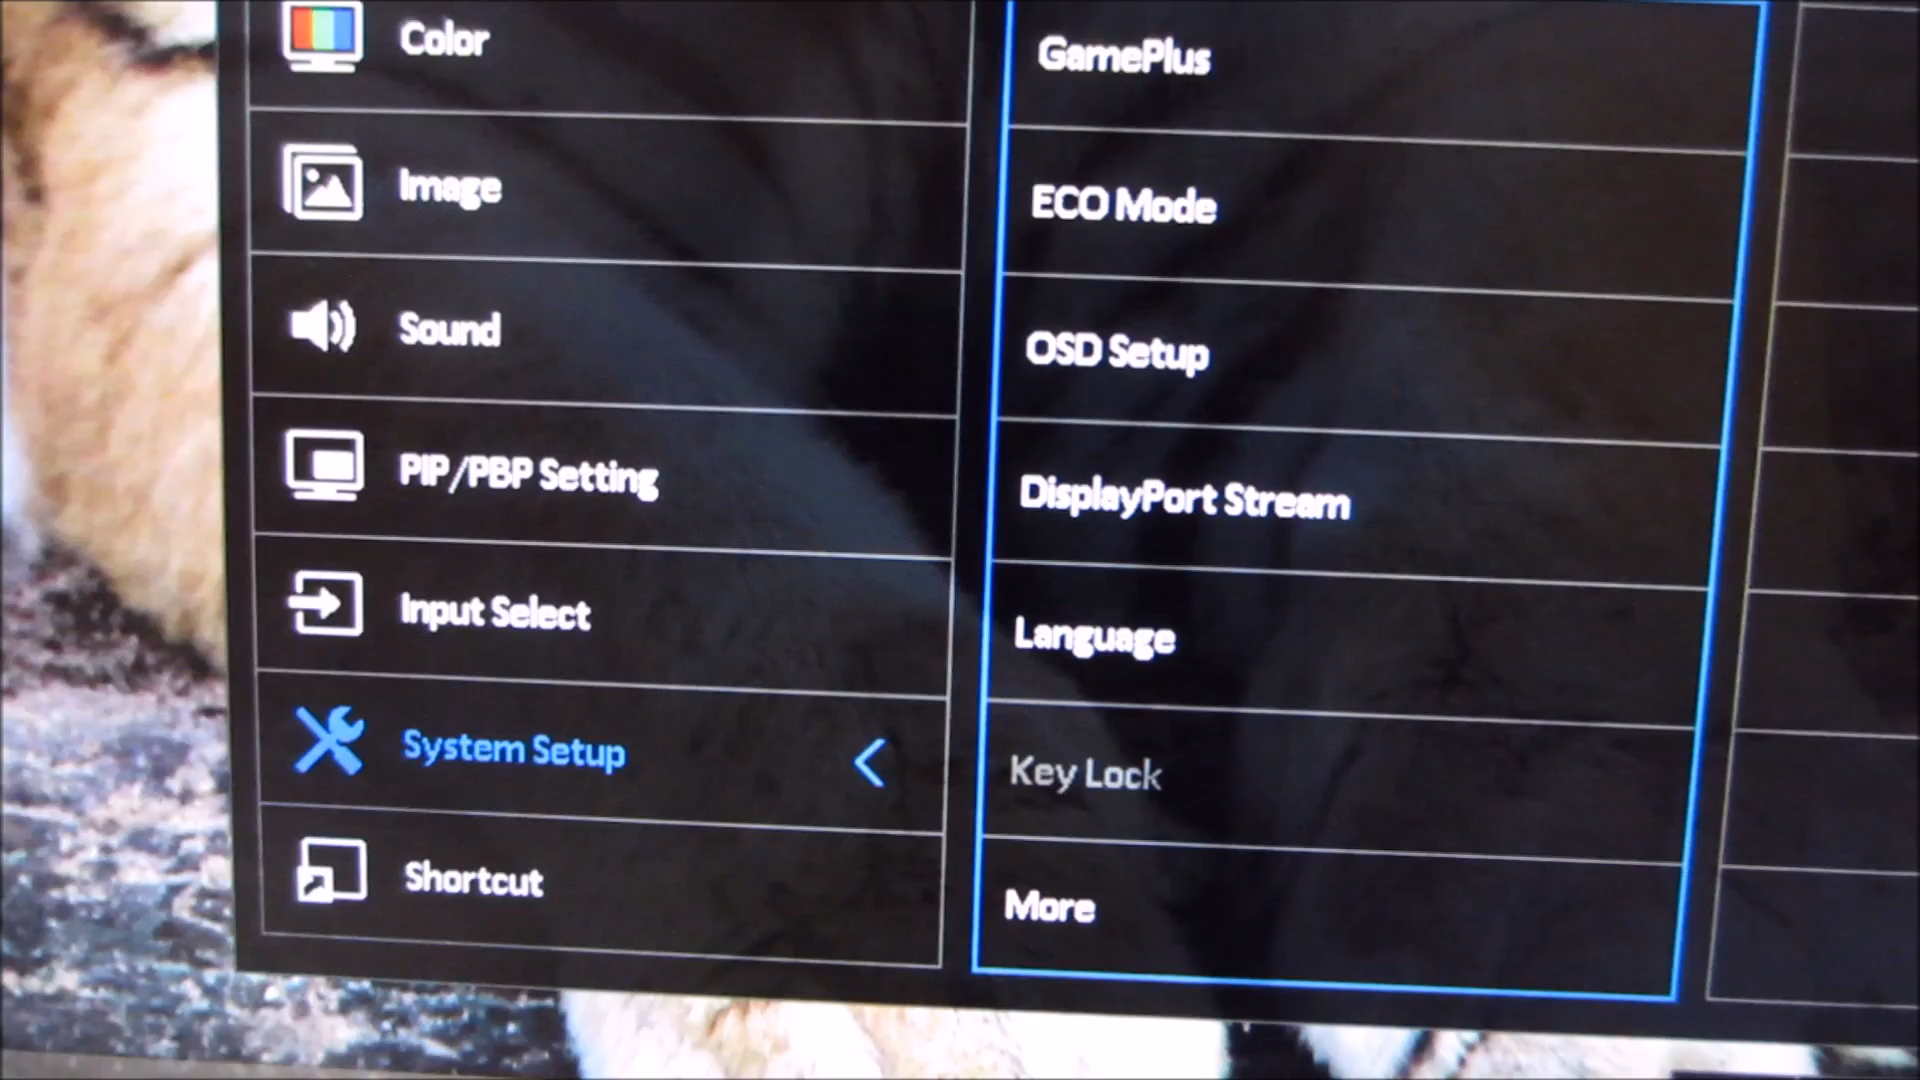 Color
Image
Sound
PIP/PBP Setting
Input Select
System Setup
Shortcut
GamePlus
ECO Mode
OSD Setup
DisplayPort Stream
Language
Key Lock
More